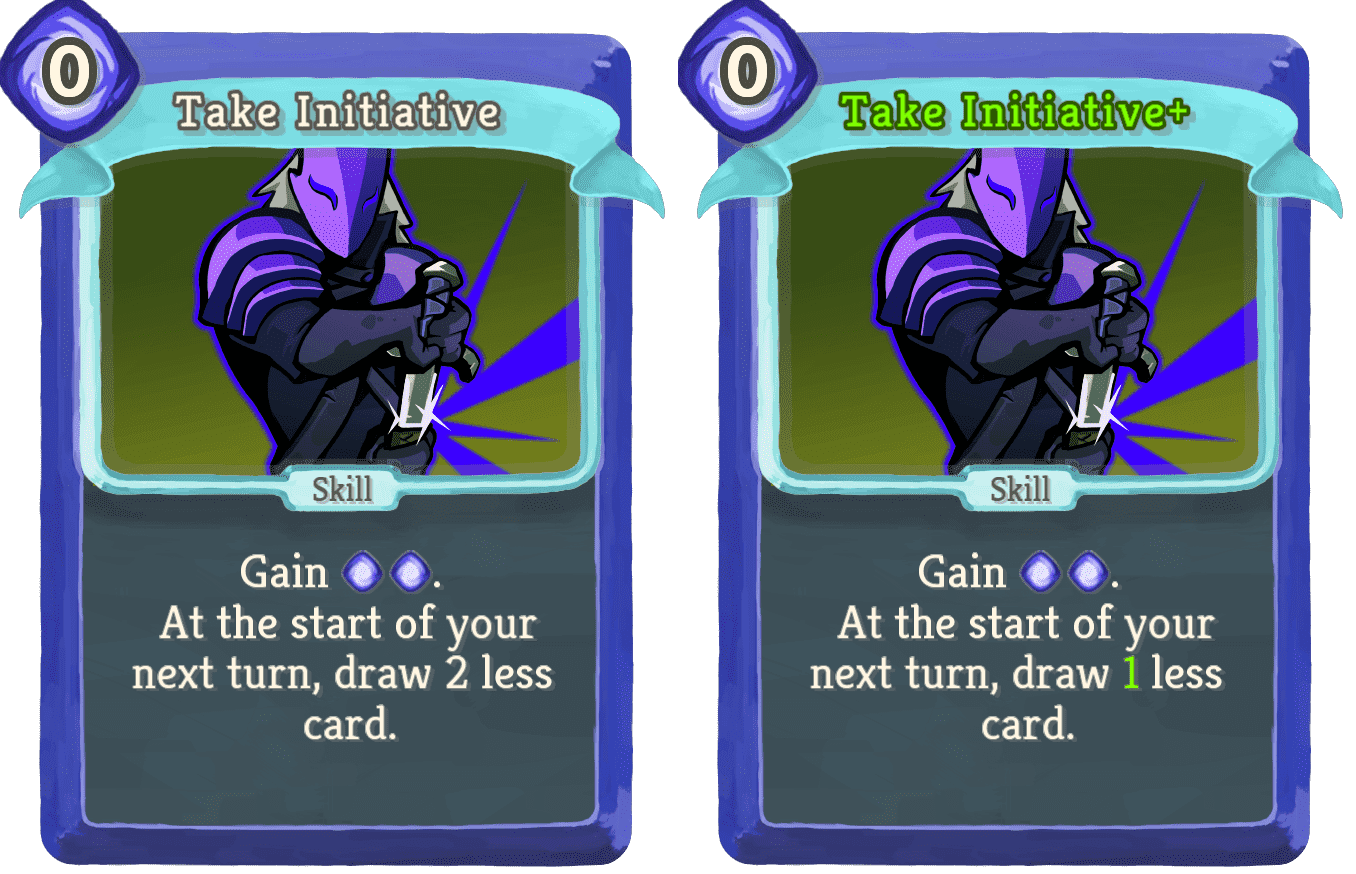 0
Take Initiative
Skill
Gain .
At the start of your
next turn, draw 2 less
card.
0
Take Initiative+
Skill
Gain .
At the start of your
next turn, draw 1 less
card.